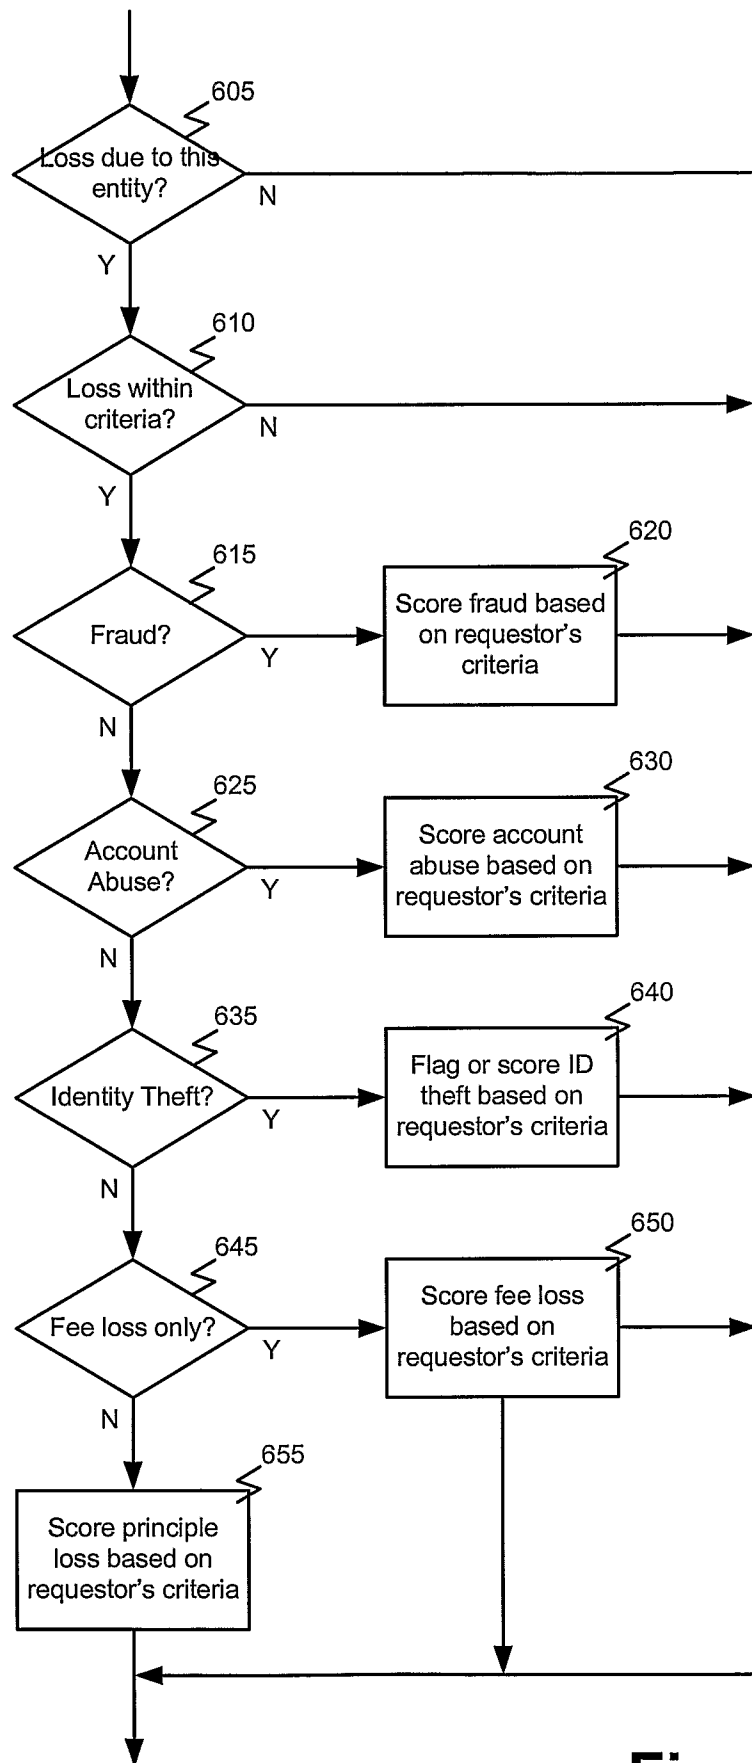 605
Loss due to this
entity?
N
Y
610
Loss within
criteria?
N
Y
615
Fraud?
Y
N
620
Score fraud based
on requestor's
criteria
625
Account
Abuse?
Y
N
630
Score account
abuse based on
requestor's criteria
635
Identity Theft?
Y
N
640
Flag or score ID
theft based on
requestor's criteria
645
Fee loss only?
Y
N
650
Score fee loss
based on
requestor's criteria
655
Score principle
loss based on
requestor's criteria